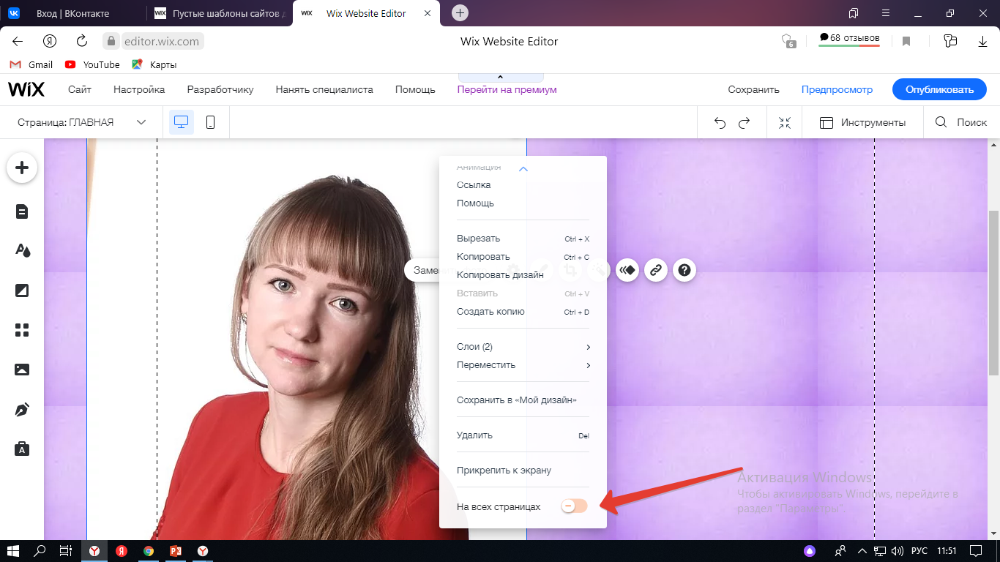 Вход | ВКонтакте
WIX Пустые шаблоны сайтов д
WIX Wix Website Editor
editor.wix.com
Wix Website Editor
6
68 отзывов
Gmail
YouTube
Карты
WIX
Сайт
Настройка
Разработчику
Нанять специалиста
Помощь
Перейти на премиум
Сохранить
Предпросмотр
Опубликовать
Страница: ГЛАВНАЯ
Инструменты
Поиск
Анимация
Ссылка
Помощь
Вырезать Ctrl + X
Копировать Ctrl + C
Замени
Копировать дизайн
Вставить Ctrl + V
Создать копию Ctrl + D
Слои (2)
Переместить
Сохранить в «Мой дизайн»
Удалить Del
Прикрепить к экрану
На всех страницах
Активация Windows
Чтобы активировать Windows, перейдите в
раздел "Параметры".
РУС
11:51